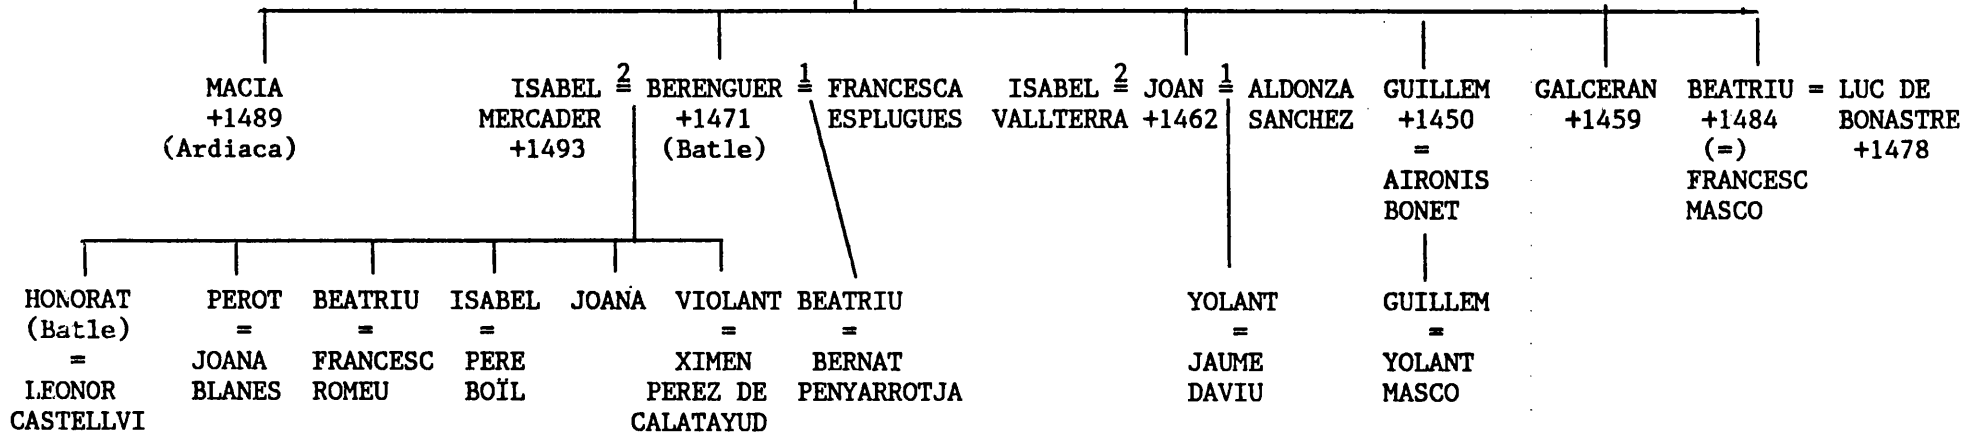 2 1 2 1
MACIA ISABEL = BERENGUER = FRANCESCA ISABEL = JOAN = ALDONZA GUILLEM GALCERAN BEATRIU = LUC DE
+1489 MERCADER +1471 ESPLUGUES VALLTERRA +1462 SANCHEZ +1450 +1459 +1484 BONASTRE
(Ardiaca) +1493 (Batle) = (=) +1478
AIRONIS FRANCESC
BONET MASCO
HONORAT PEROT BEATRIU ISABEL JOANA VIOLANT BEATRIU YOLANT GUILLEM
(Batle) = = = = = = =
= JOANA FRANCESC PERE XIMEN BERNAT JAUME YOLANT
LEONOR BLANES ROMEU BOÏL PEREZ DE PENYARROTJA DAVIU MASCO
CASTELLVI CALATAYUD